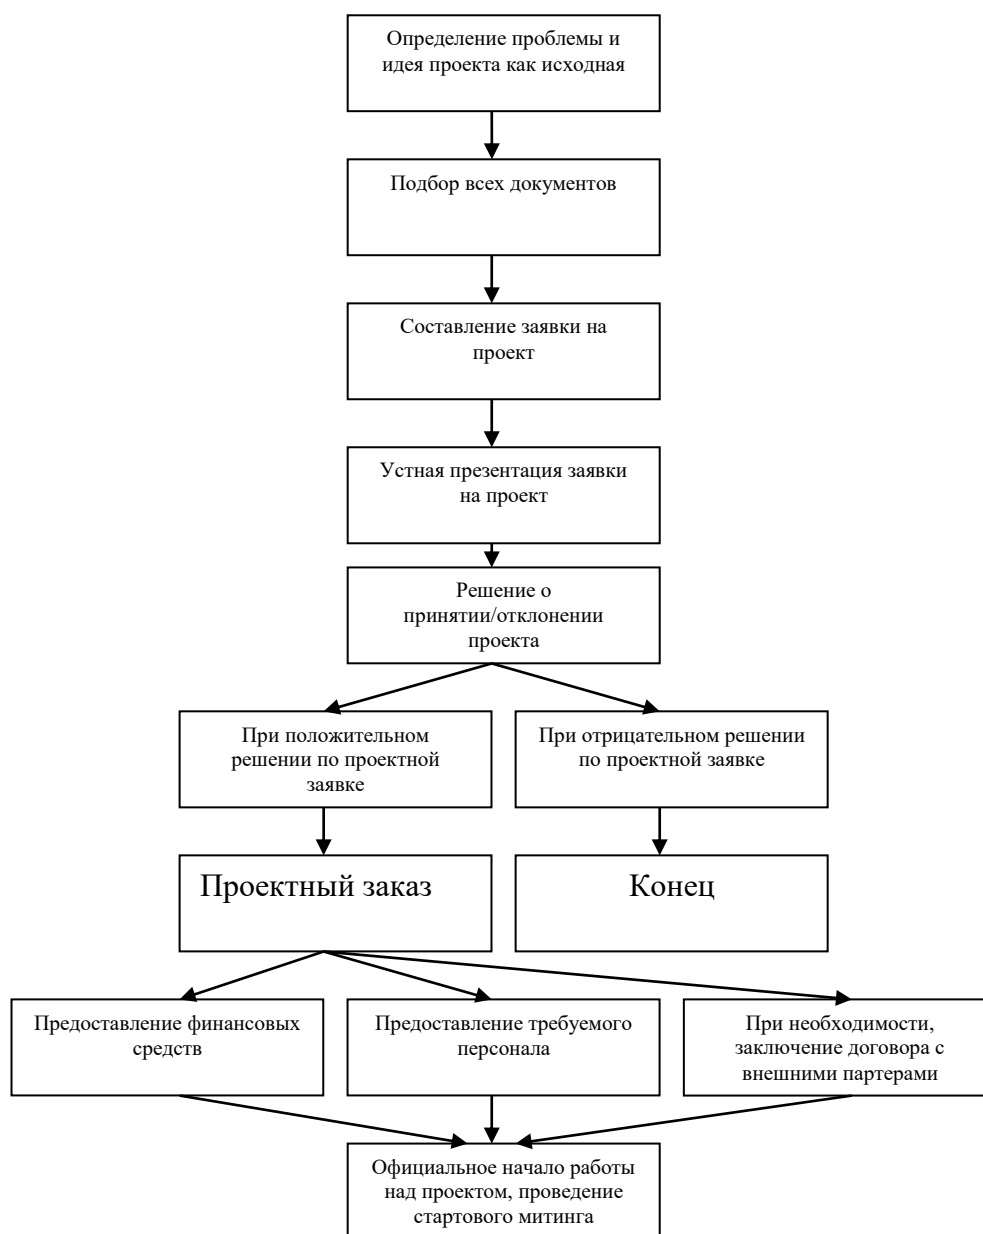 Определение проблемы и
идея проекта как исходная
Подбор всех документов
Составление заявки на
проект
Устная презентация заявки
на проект
Решение о
принятии/отклонении
проекта
При положительном
решении по проектной
заявке
При отрицательном решении
по проектной заявке
Проектный заказ
Конец
Предоставление финансовых
средств
Предоставление требуемого
персонала
При необходимости,
заключение договора с
внешними партерами
Официальное начало работы
над проектом, проведение
стартового митинга